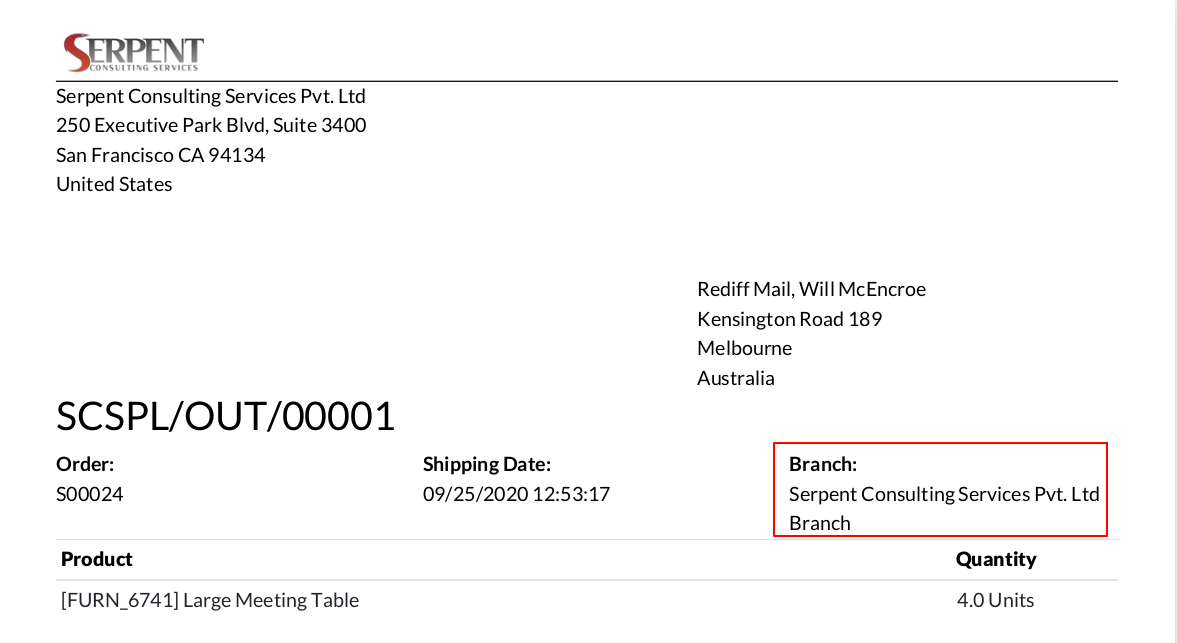 SERPENT
CONSULTING SERVICES
Serpent Consulting Services Pvt. Ltd
250 Executive Park Blvd, Suite 3400
San Francisco CA 94134
United States
Rediff Mail, Will McEncroe
Kensington Road 189
Melbourne
Australia
SCSPL/OUT/00001
Order:
S00024
Shipping Date:
09/25/2020 12:53:17
Branch:
Serpent Consulting Services Pvt. Ltd
Branch
Product Quantity
[FURN_6741] Large Meeting Table 4.0 Units